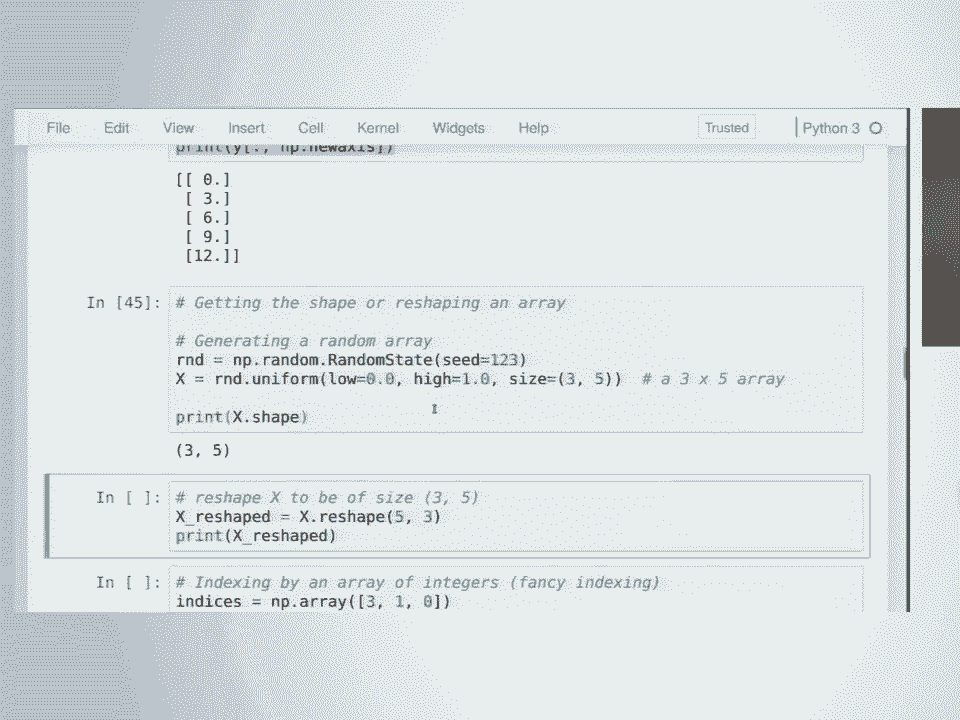 File Edit View Insert Cell Kernel Widgets Help Trusted Python 3
print(y[:, np.newaxis])
[[ 0.]
[ 3.]
[ 6.]
[ 9.]
[12.]]
In [45]: # Getting the shape or reshaping an array
# Generating a random array
rnd = np.random.RandomState(seed=123)
X = rnd.uniform(low=0.0, high=1.0, size=(3, 5)) # a 3 x 5 array
print(X.shape)
(3, 5)
In [ ]: # reshape X to be of size (3, 5)
X_reshaped = X.reshape(5, 3)
print(X_reshaped)
In [ ]: # Indexing by an array of integers (fancy indexing)
indices = np.array([3, 1, 0])